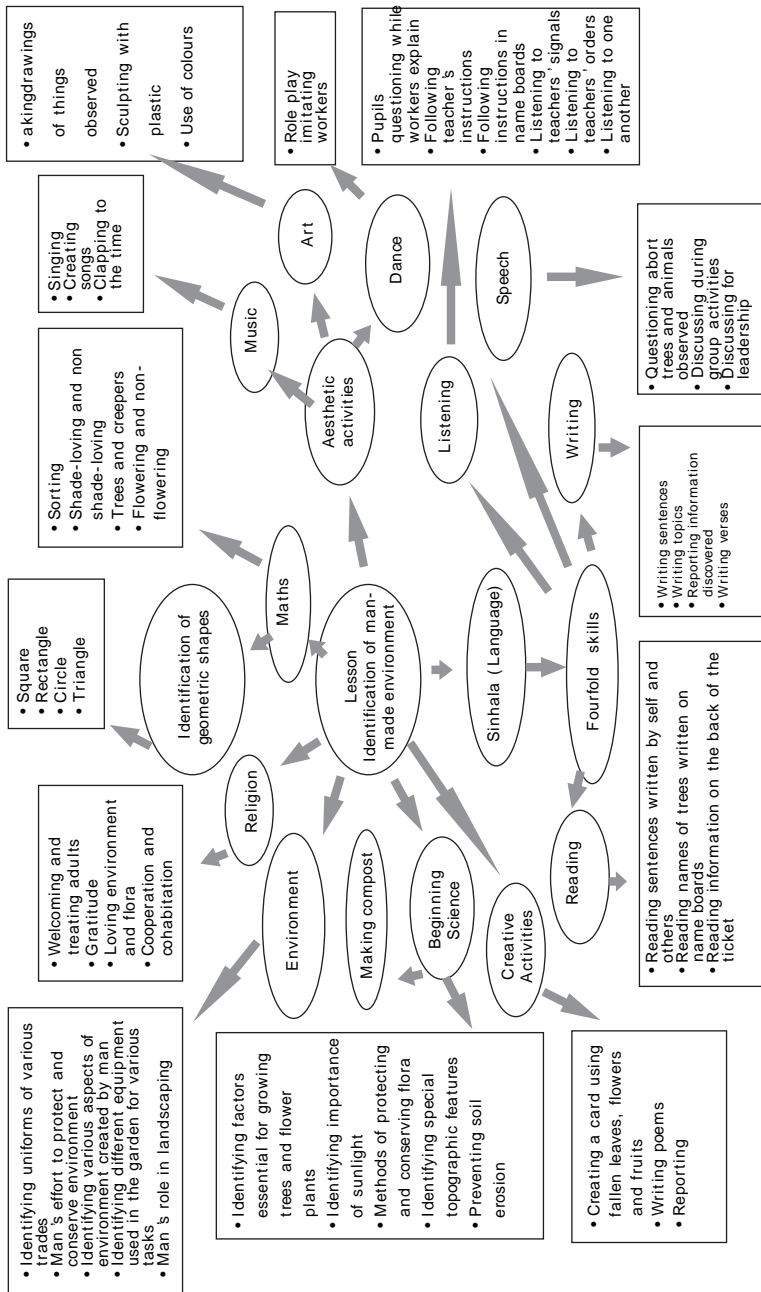 • Identifying uniforms of various
trades
• Man's effort to protect and
conserve environment
• Identifying various aspects of
environment created by man
• Identifying different equipment
used in the garden for various
tasks
• Man's role in landscaping
• Welcoming and
treating adults
• Gratitude
• Loving environment
and flora
• Cooperation and
cohabitation
• Square
• Rectangle
• Circle
• Triangle
• Sorting
• Shade-loving and non
shade-loving
• Trees and creepers
• Flowering and non-
flowering
• Singing
• Creating
songs
• Clapping to
the time
• akingdrawings
of things
observed
• Sculpting with
plastic
• Use of colours
Environment
Religion
Identification of
geometric shapes
Maths
Music
Art
• Role play
imitating
workers
Aesthetic
activities
Dance
• Identifying factors
essential for growing
trees and flower
plants
• Identifying importance
of sunlight
• Methods of protecting
and conserving flora
• Identifying special
topographic features
• Preventing soil
erosion
Making compost
Beginning
Science
Lesson
Identification of man-
made environment
Listening
• Pupils
questioning while
workers explain
• Following
teacher's
instructions
• Following
instructions in
name boards
• Listening to
teachers' signals
• Listening to
teachers' orders
• Listening to one
another
Creative
Activities
Sinhala (Language)
Speech
Reading
Fourfold skills
Writing
• Creating a card using
fallen leaves, flowers
and fruits
• Writing poems
• Reporting
• Reading sentences written by self and
others
• Reading names of trees written on
name boards
• Reading information on the back of the
ticket
• Writing sentences
• Writing topics
• Reporting information
discovered
• Writing verses
• Questioning abort
trees and animals
observed
• Discussing during
group activities
• Discussing for
leadership